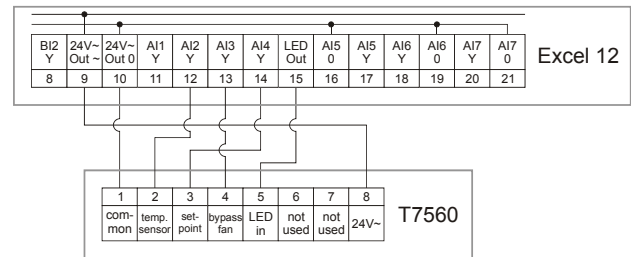 BI2 24V~ 24V~ AI1 AI2 AI3 AI4 LED AI5 AI5 AI6 AI6 AI7 AI7
Y Out ~ Out 0 Y Y Y Y Out 0 Y Y 0 Y 0
8 9 10 11 12 13 14 15 16 17 18 19 20 21
Excel 12
1 2 3 4 5 6 7 8
com- temp. set- bypass LED not not 24V~
mon sensor point fan in used used
T7560